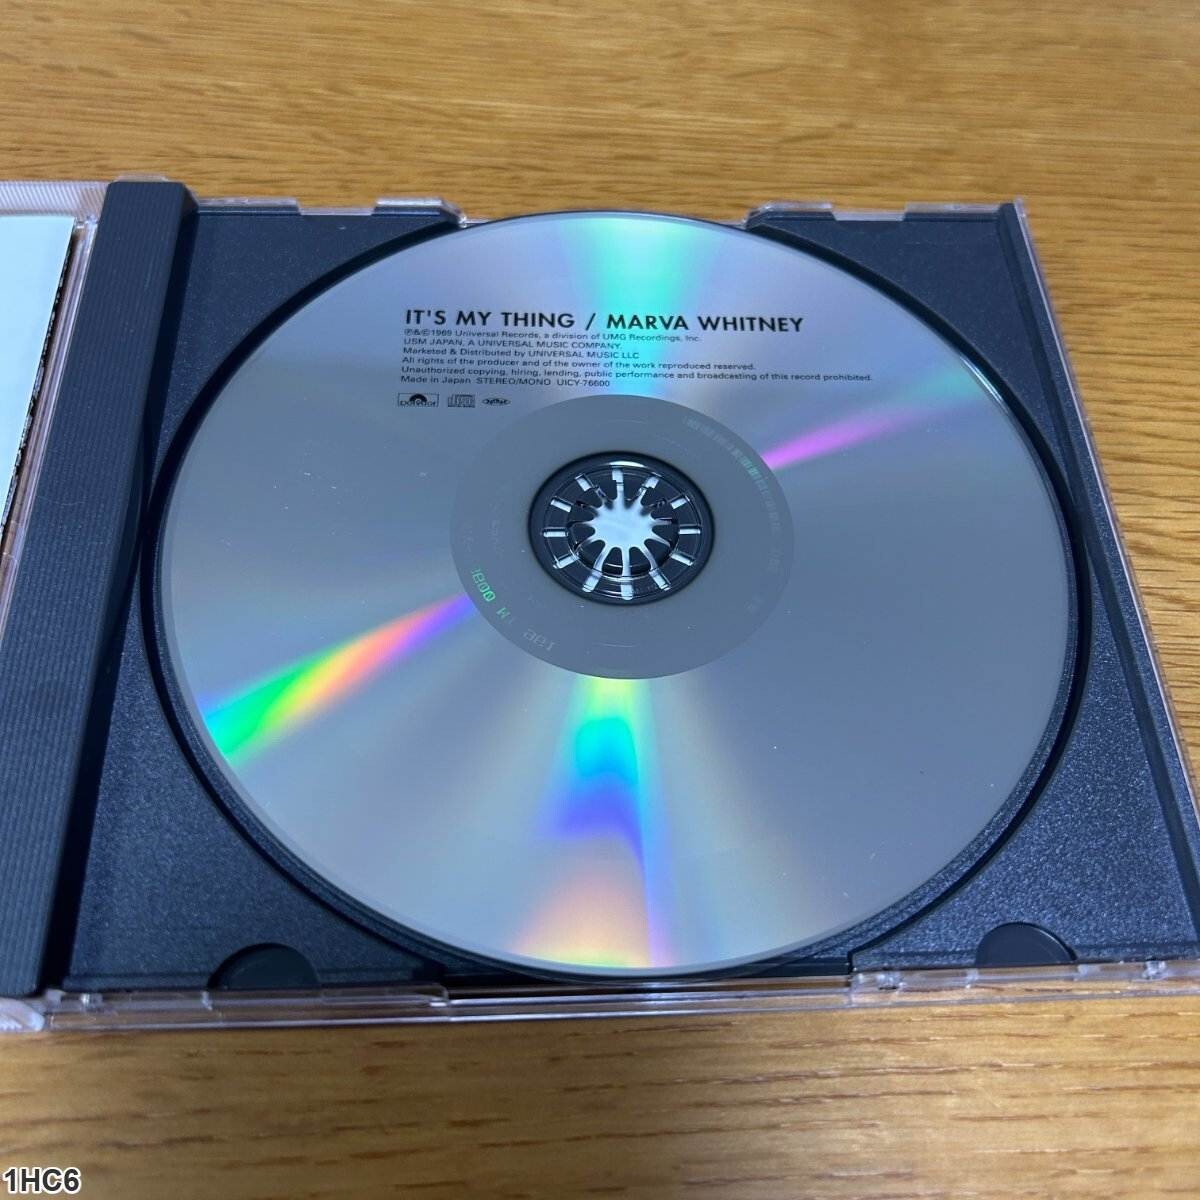 IT'S MY THING / MARVA WHITNEY
℗&©1969 Universal Records, a division of UMG Recordings, Inc.
USM JAPAN, A UNIVERSAL MUSIC COMPANY.
Marketed & Distributed by UNIVERSAL MUSIC LLC
All rights of the producer and of the owner of the work reproduced reserved.
Unauthorized copying, hiring, lending, public performance and broadcasting of this record prohibited.
Made in Japan STEREO/MONO UICY-76600
polydor
1HC6